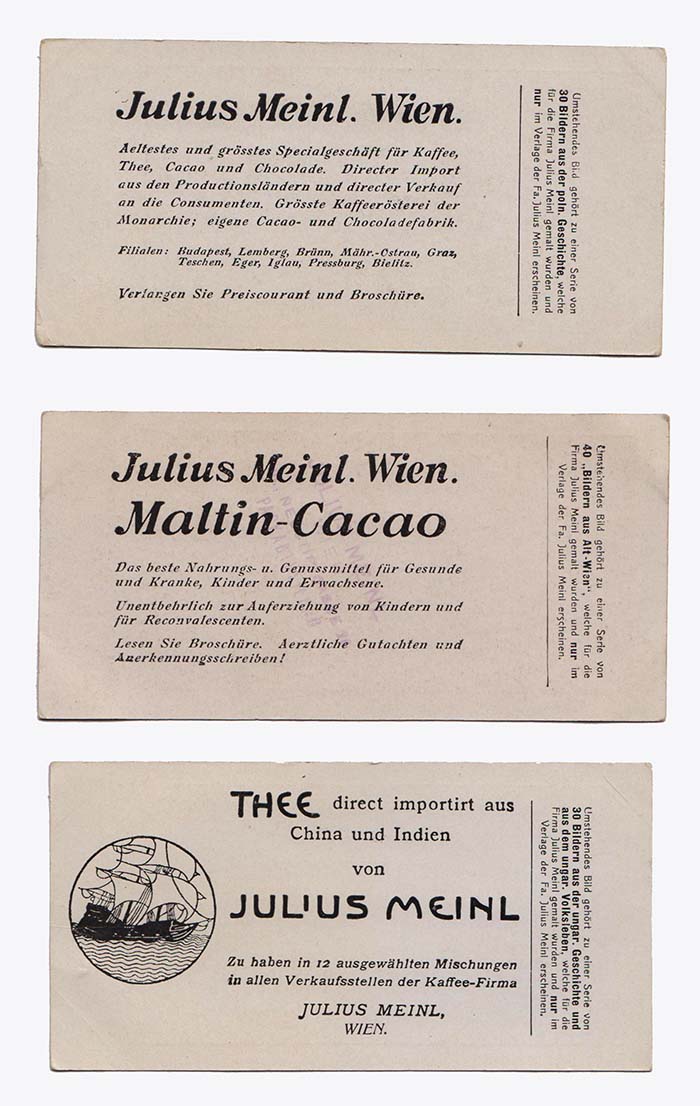 Julius Meinl. Wien.
Aeltestes und grösstes Specialgeschäft für Kaffee,
Thee, Cacao und Chocolade. Directer Import
aus den Productionsländern und directer Verkauf
an die Consumenten. Grösste Kaffeerösterei der
Monarchie; eigene Cacao- und Chocoladefabrik.
Filialen: Budapest, Lemberg, Brünn, Mähr.-Ostrau, Graz,
Teschen, Eger, Iglau, Pressburg, Bielitz.
Verlangen Sie Preiscourant und Broschüre.
Umstehendes Bild gehört zu einer Serie von
30 Bildern aus der poln. Geschichte, welche
für die Firma Julius Meinl gemalt wurden und
nur im Verlage der Fa. Julius Meinl erscheinen.
Julius Meinl. Wien.
Maltin-Cacao
Das beste Nahrungs- u. Genussmittel für Gesunde
und Kranke, Kinder und Erwachsene.
Unentbehrlich zur Auferziehung von Kindern und
für Reconvalescenten.
Lesen Sie Broschüre. Aerztliche Gutachten und
Anerkennungsschreiben!
Umstehendes Bild gehört zu einer Serie von
40 „Bildern aus Alt-Wien", welche für die
Firma Julius Meinl gemalt wurden und nur im
Verlage der Fa. Julius Meinl erscheinen.
THEE direct importirt aus
China und Indien
von
JULIUS MEINL
Zu haben in 12 ausgewählten Mischungen
in allen Verkaufsstellen der Kaffee-Firma
JULIUS MEINL,
WIEN.
Umstehendes Bild gehört zu einer Serie von
30 Bildern aus der ungar. Geschichte und
aus dem ungar. Volksleben, welche für die
Firma Julius Meinl gemalt wurden und nur im
Verlage der Fa. Julius Meinl erscheinen.